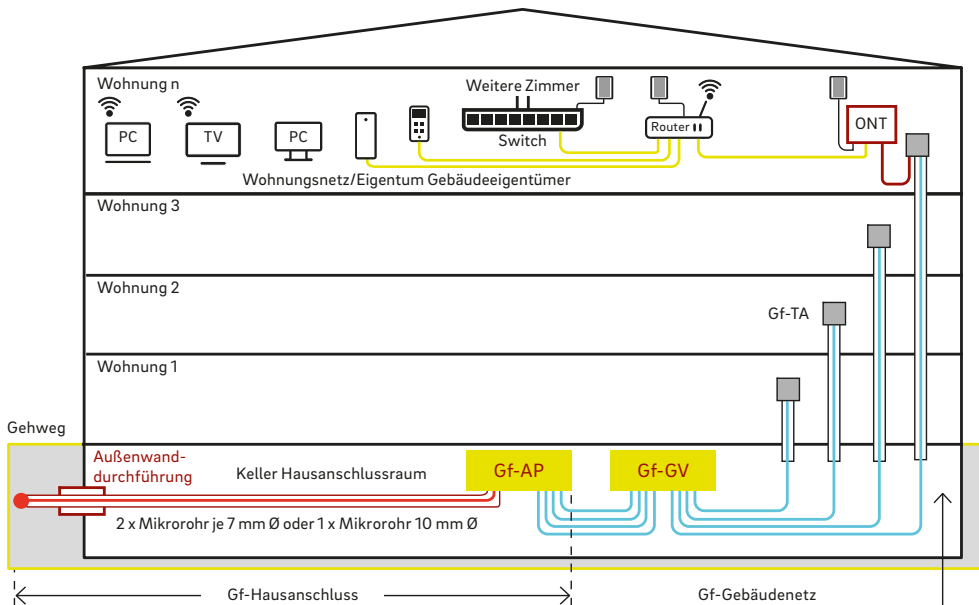 Wohnung n
Weitere Zimmer
PC
TV
PC
Switch
Router
ONT
Wohnungsnetz/Eigentum Gebäudeeigentümer
Wohnung 3
Wohnung 2
Gf-TA
Wohnung 1
Gehweg
Außenwand-
durchführung
Keller Hausanschlussraum
Gf-AP
Gf-GV
2 x Mikrorohr je 7 mm Ø oder 1 x Mikrorohr 10 mm Ø
Gf-Hausanschluss
Gf-Gebäudenetz